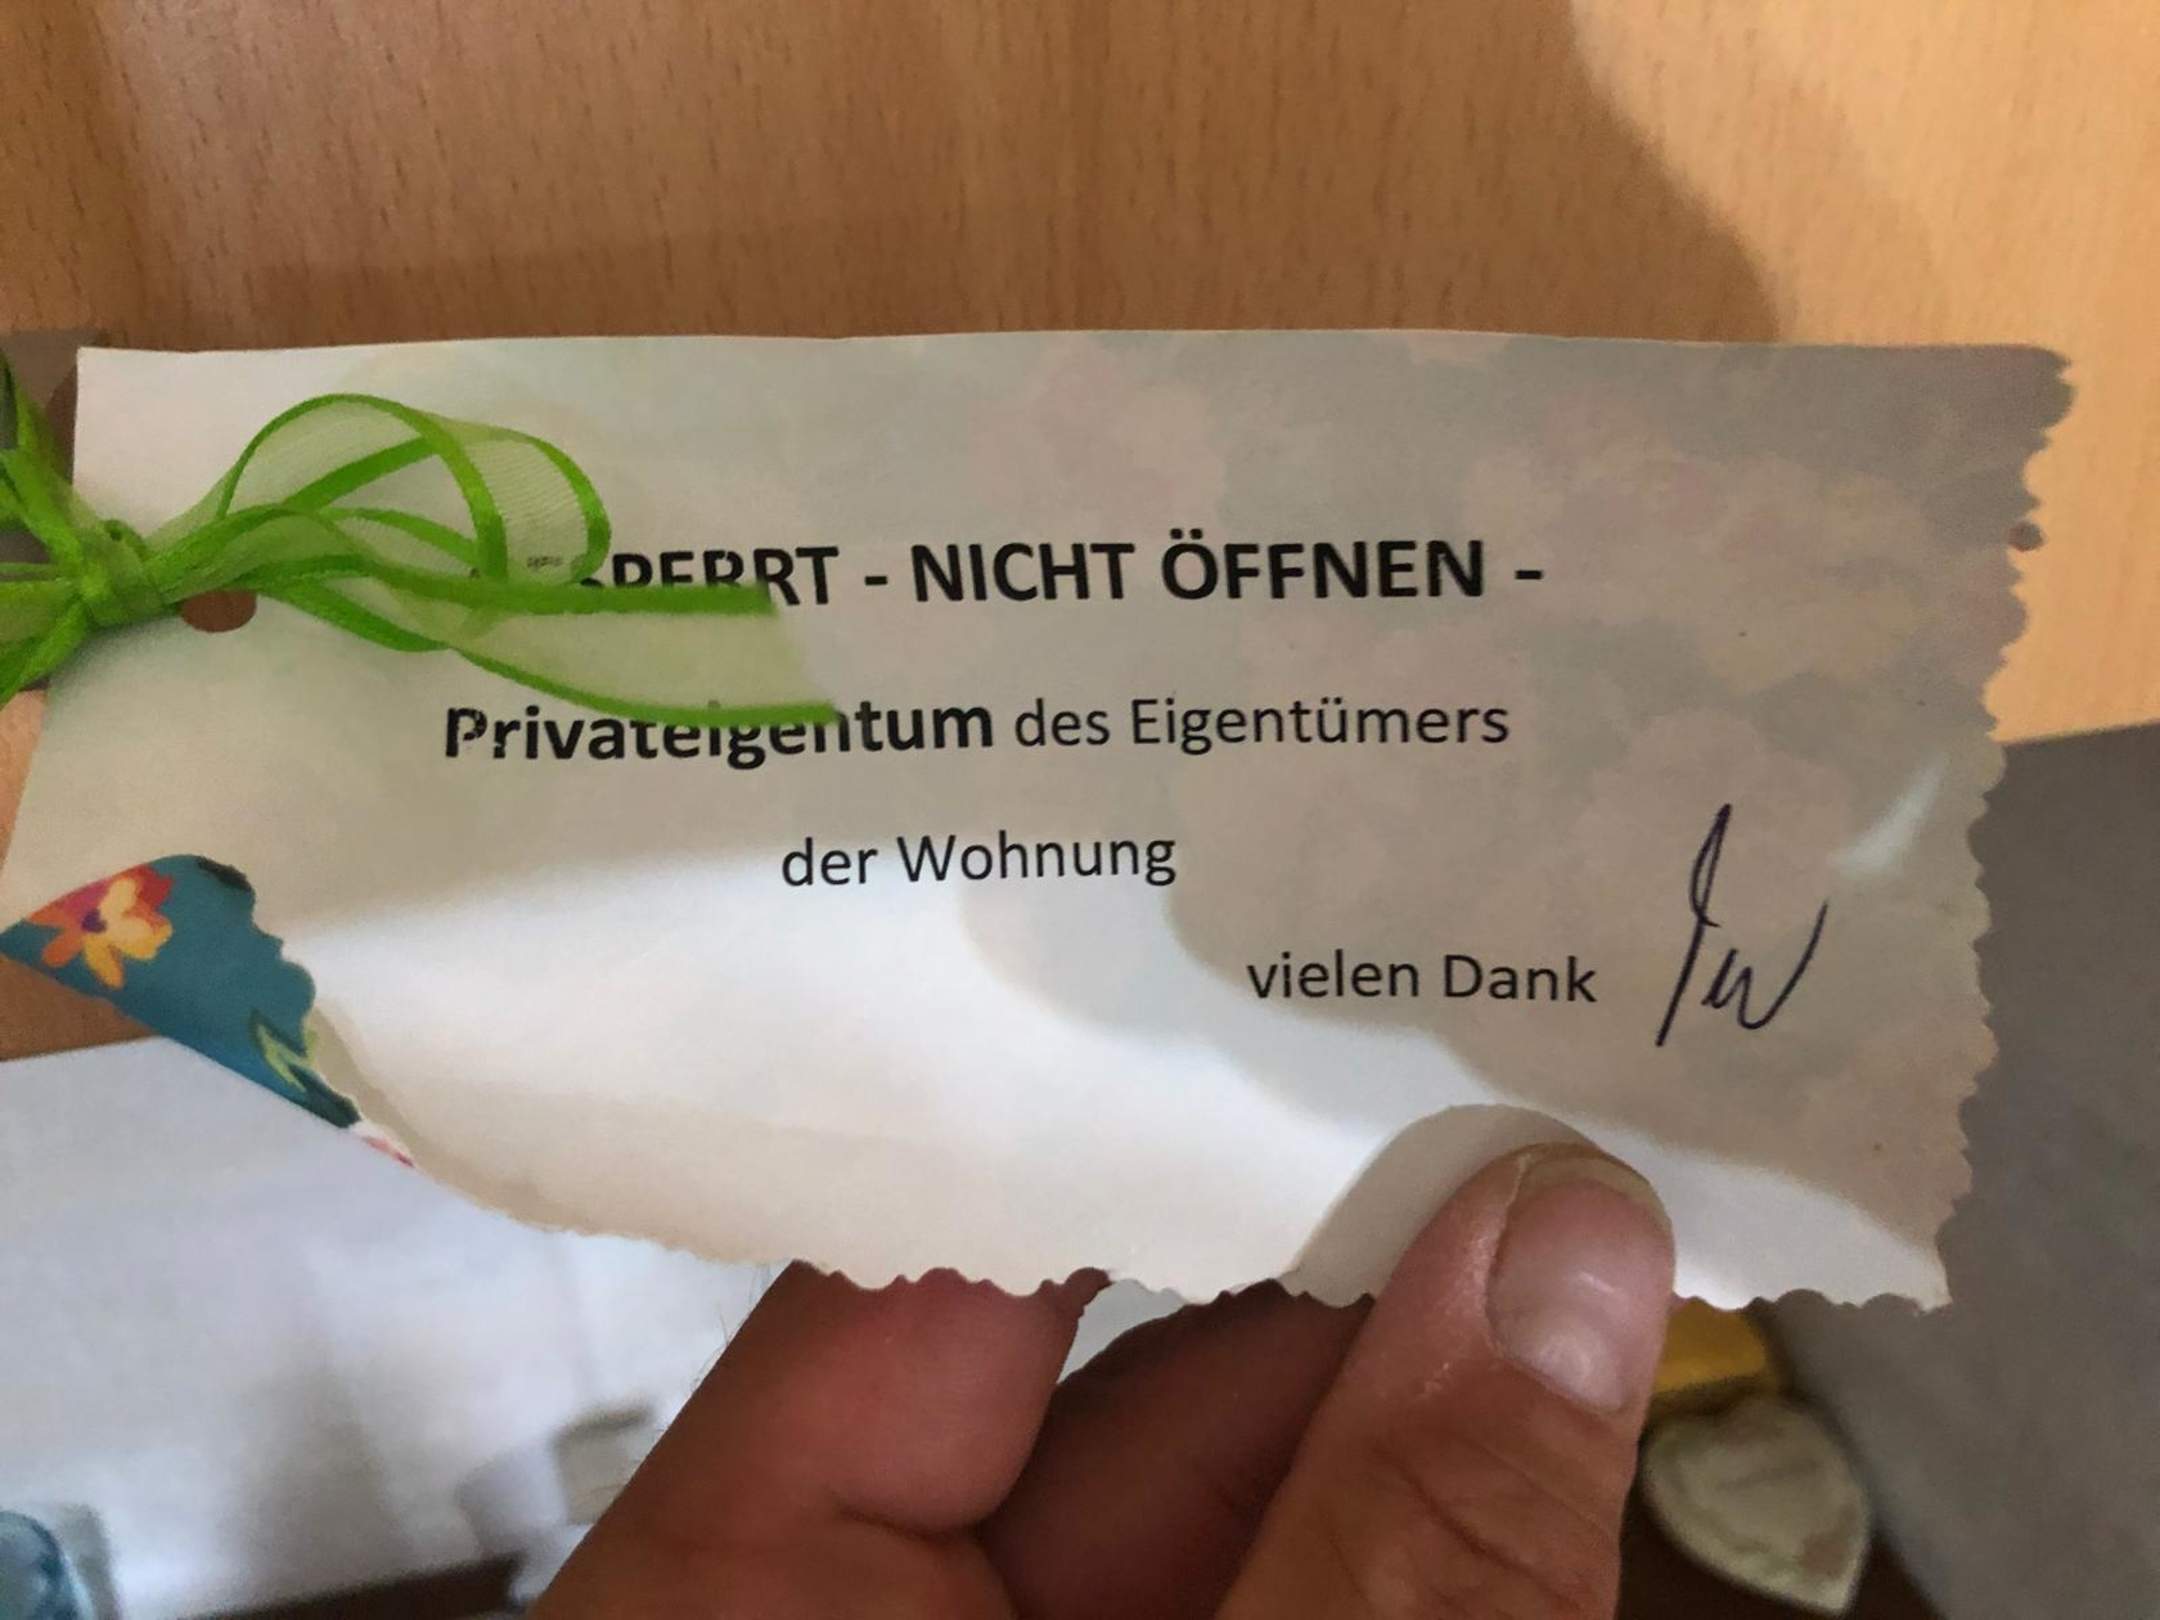 - NICHT ÖFFNEN -
Privateigentum des Eigentümers
der Wohnung
vielen Dank